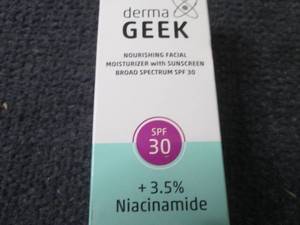 derma
GEEK
NOURISHING FACIAL
MOISTURIZER with SUNSCREEN
BROAD SPECTRUM SPF 30
SPF
30
+ 3.5%
Niacinamide